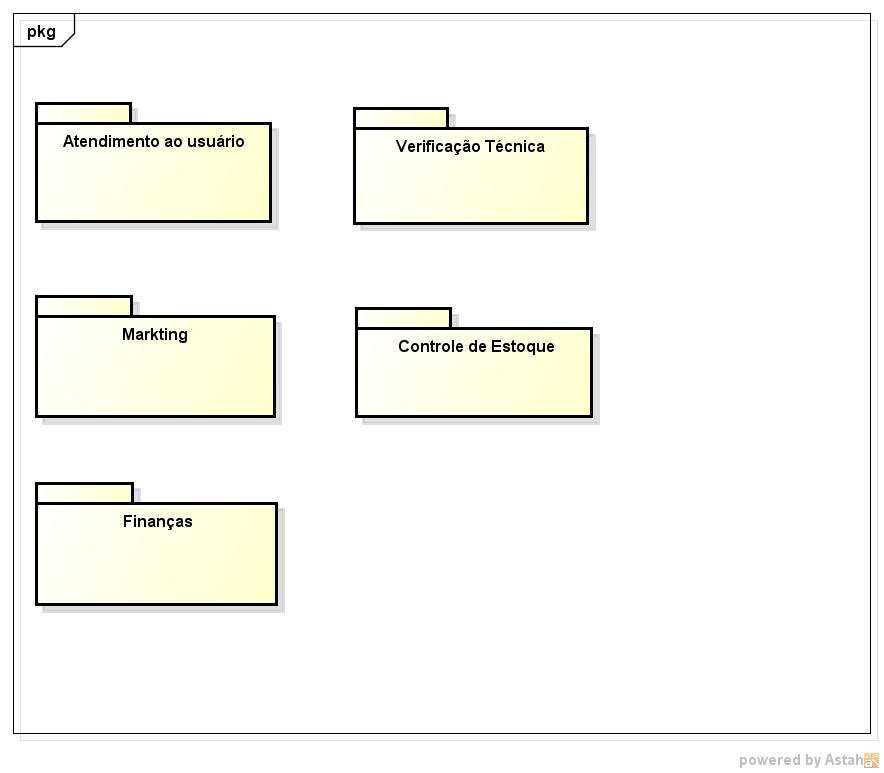 pkg
Atendimento ao usuário
Verificação Técnica
Markting
Controle de Estoque
Finanças
powered by Astah